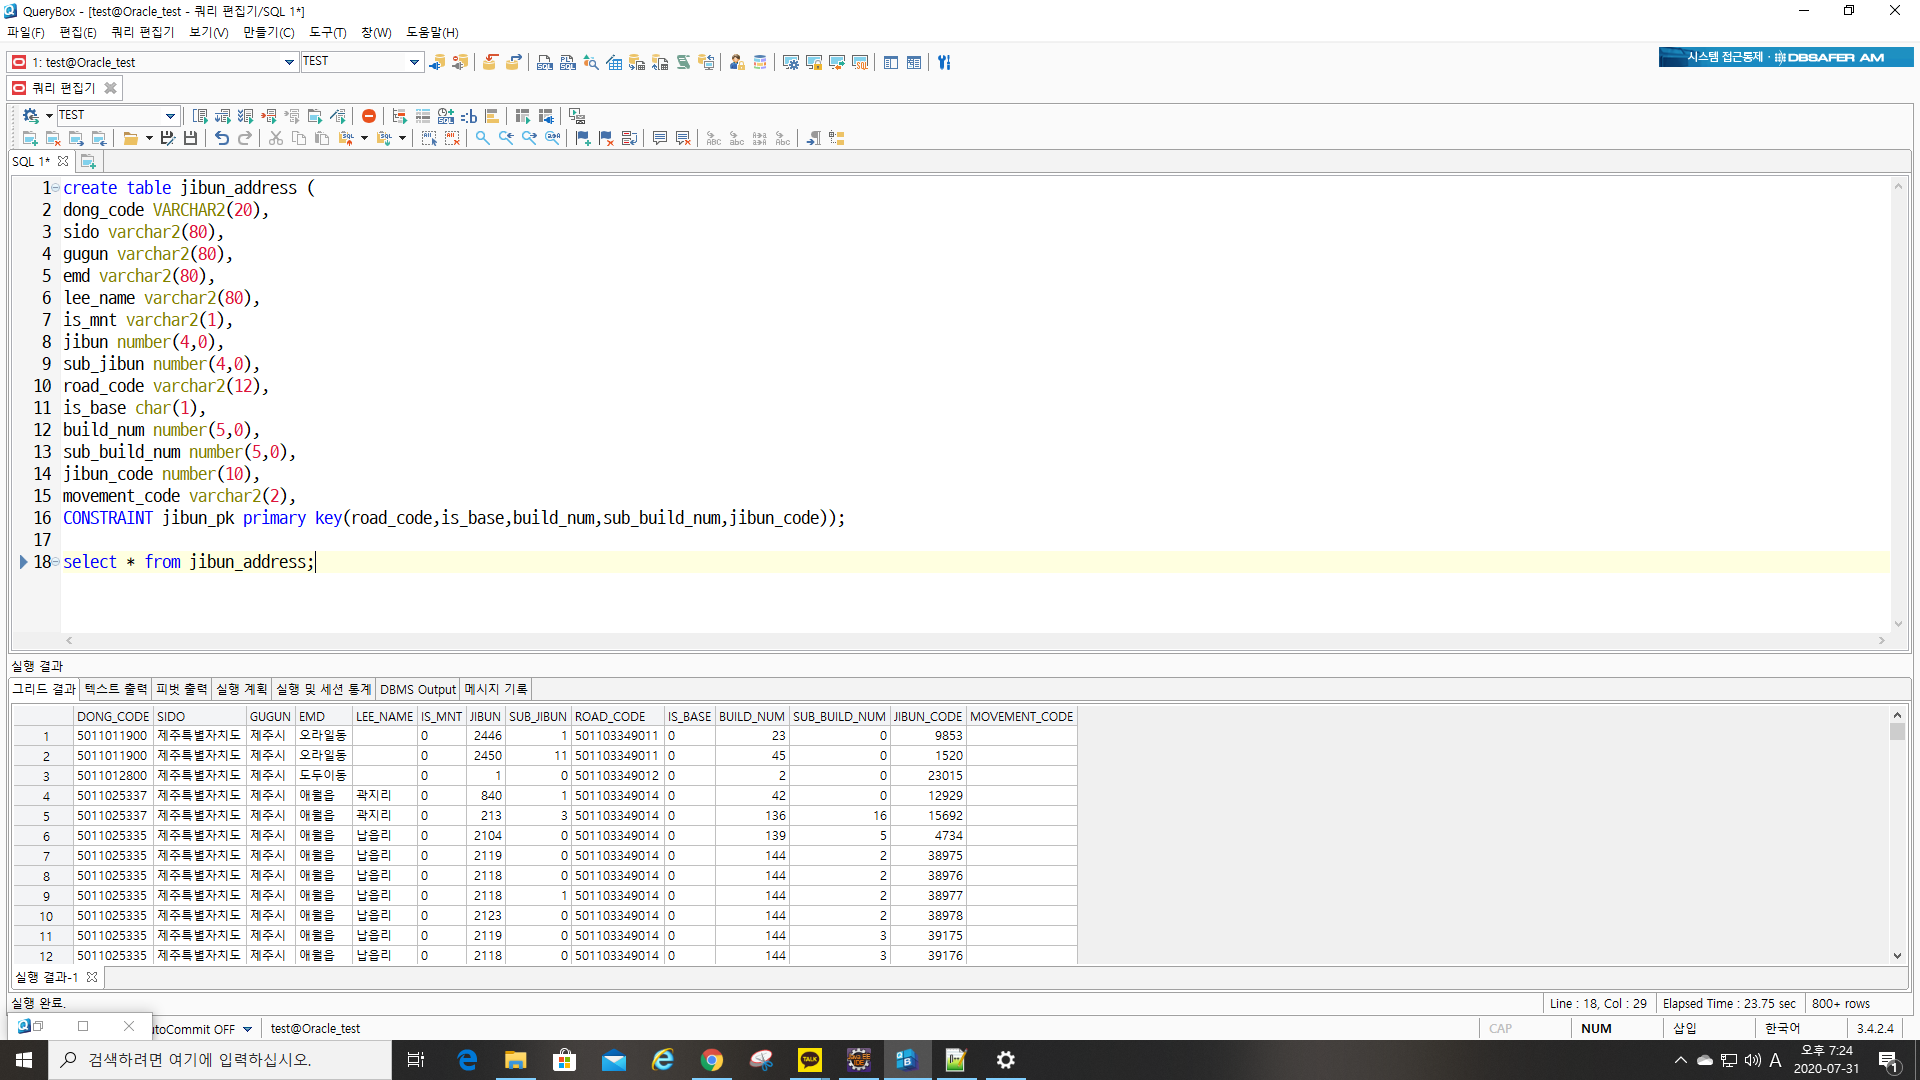 QueryBox - [test@Oracle_test - 쿼리 편집기/SQL 1*]
파일(F) 편집(E) 쿼리 편집기 보기(V) 만들기(C) 도구(T) 창(W) 도움말(H)
1: test@Oracle_test TEST
시스템 접근통제 · DBSAFER AM
쿼리 편집기
TEST
SQL 1*
1 create table jibun_address (
2 dong_code VARCHAR2(20),
3 sido varchar2(80),
4 gugun varchar2(80),
5 emd varchar2(80),
6 lee_name varchar2(80),
7 is_mnt varchar2(1),
8 jibun number(4,0),
9 sub_jibun number(4,0),
10 road_code varchar2(12),
11 is_base char(1),
12 build_num number(5,0),
13 sub_build_num number(5,0),
14 jibun_code number(10),
15 movement_code varchar2(2),
16 CONSTRAINT jibun_pk primary key(road_code,is_base,build_num,sub_build_num,jibun_code));
17
18 select * from jibun_address;
실행 결과
그리드 결과 텍스트 출력 피벗 출력 실행 계획 실행 및 세션 통계 DBMS Output 메시지 기록
DONG_CODE SIDO GUGUN EMD LEE_NAME IS_MNT JIBUN SUB_JIBUN ROAD_CODE IS_BASE BUILD_NUM SUB_BUILD_NUM JIBUN_CODE MOVEMENT_CODE
1 5011011900 제주특별자치도 제주시 오라일동 0 2446 1 501103349011 0 23 0 9853
2 5011011900 제주특별자치도 제주시 오라일동 0 2450 11 501103349011 0 45 0 1520
3 5011012800 제주특별자치도 제주시 도두이동 0 1 0 501103349012 0 2 0 23015
4 5011025337 제주특별자치도 제주시 애월읍 곽지리 0 840 1 501103349014 0 42 0 12929
5 5011025337 제주특별자치도 제주시 애월읍 곽지리 0 213 3 501103349014 0 136 16 15692
6 5011025335 제주특별자치도 제주시 애월읍 납읍리 0 2104 0 501103349014 0 139 5 4734
7 5011025335 제주특별자치도 제주시 애월읍 납읍리 0 2119 0 501103349014 0 144 2 38975
8 5011025335 제주특별자치도 제주시 애월읍 납읍리 0 2118 0 501103349014 0 144 2 38976
9 5011025335 제주특별자치도 제주시 애월읍 납읍리 0 2118 1 501103349014 0 144 2 38977
10 5011025335 제주특별자치도 제주시 애월읍 납읍리 0 2123 0 501103349014 0 144 2 38978
11 5011025335 제주특별자치도 제주시 애월읍 납읍리 0 2119 0 501103349014 0 144 3 39175
12 5011025335 제주특별자치도 제주시 애월읍 납읍리 0 2118 0 501103349014 0 144 3 39176
실행 결과-1
실행 완료. Line : 18, Col : 29 Elapsed Time : 23.75 sec 800+ rows
utoCommit OFF test@Oracle_test CAP NUM 삽입 한국어 3.4.2.4
검색하려면 여기에 입력하십시오. TALK A 오후 7:24
2020-07-31 1